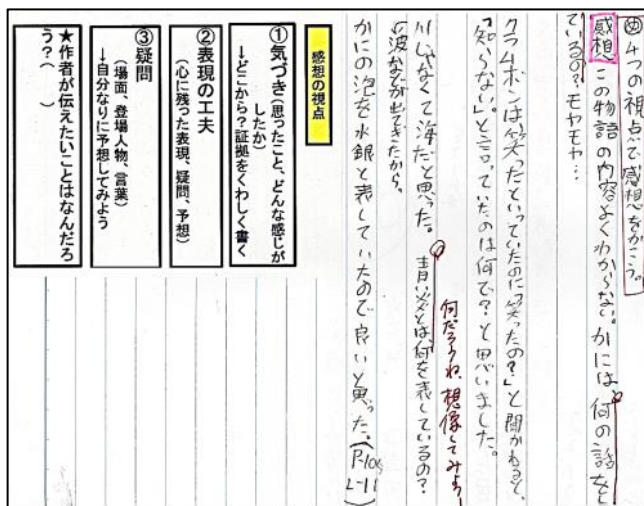 囲4つの視点で感想をかこう。
感想 この物語の内容よくわからない。かには、何の話をし
ているの?モヤモヤ…
クラムボンは笑ったといっていたのに「笑ったの?」と聞かれると、
「知らない」と言っていたのは何で?と思いました。
何だろうね、想像してみよう
川じゃなくて海だと思った。青い炎とは、何を表しているの?
「波」などが出てきたから。
かにの泡を水銀と表していたので良いと思った。(P-105 L-11)
感想の視点
①気づき(思ったこと、どんな感じが
したか)
→どこから?証拠をくわしく書く
②表現の工夫
(心に残った表現、疑問、予想)
③疑問
(場面、登場人物、言葉)
→自分なりに予想してみよう
★作者が伝えたいことはなんだろ
う?( )